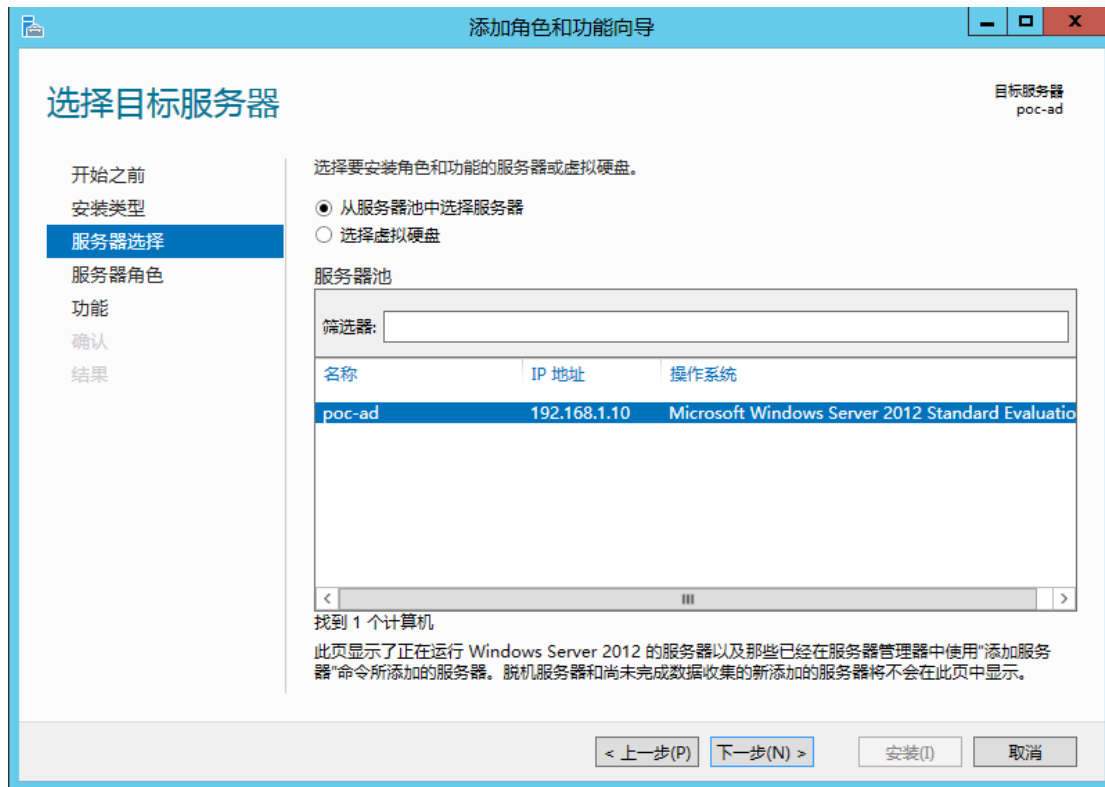 添加角色和功能向导
选择目标服务器
目标服务器
poc-ad
开始之前
安装类型
服务器选择
服务器角色
功能
确认
结果
选择要安装角色和功能的服务器或虚拟硬盘。
从服务器池中选择服务器
选择虚拟硬盘
服务器池
筛选器:
名称 IP 地址 操作系统
poc-ad 192.168.1.10 Microsoft Windows Server 2012 Standard Evaluatio
找到 1 个计算机
此页显示了正在运行 Windows Server 2012 的服务器以及那些已经在服务器管理器中使用"添加服务
器"命令所添加的服务器。脱机服务器和尚未完成数据收集的新添加的服务器将不会在此页中显示。
< 上一步(P) 下一步(N) > 安装(I) 取消